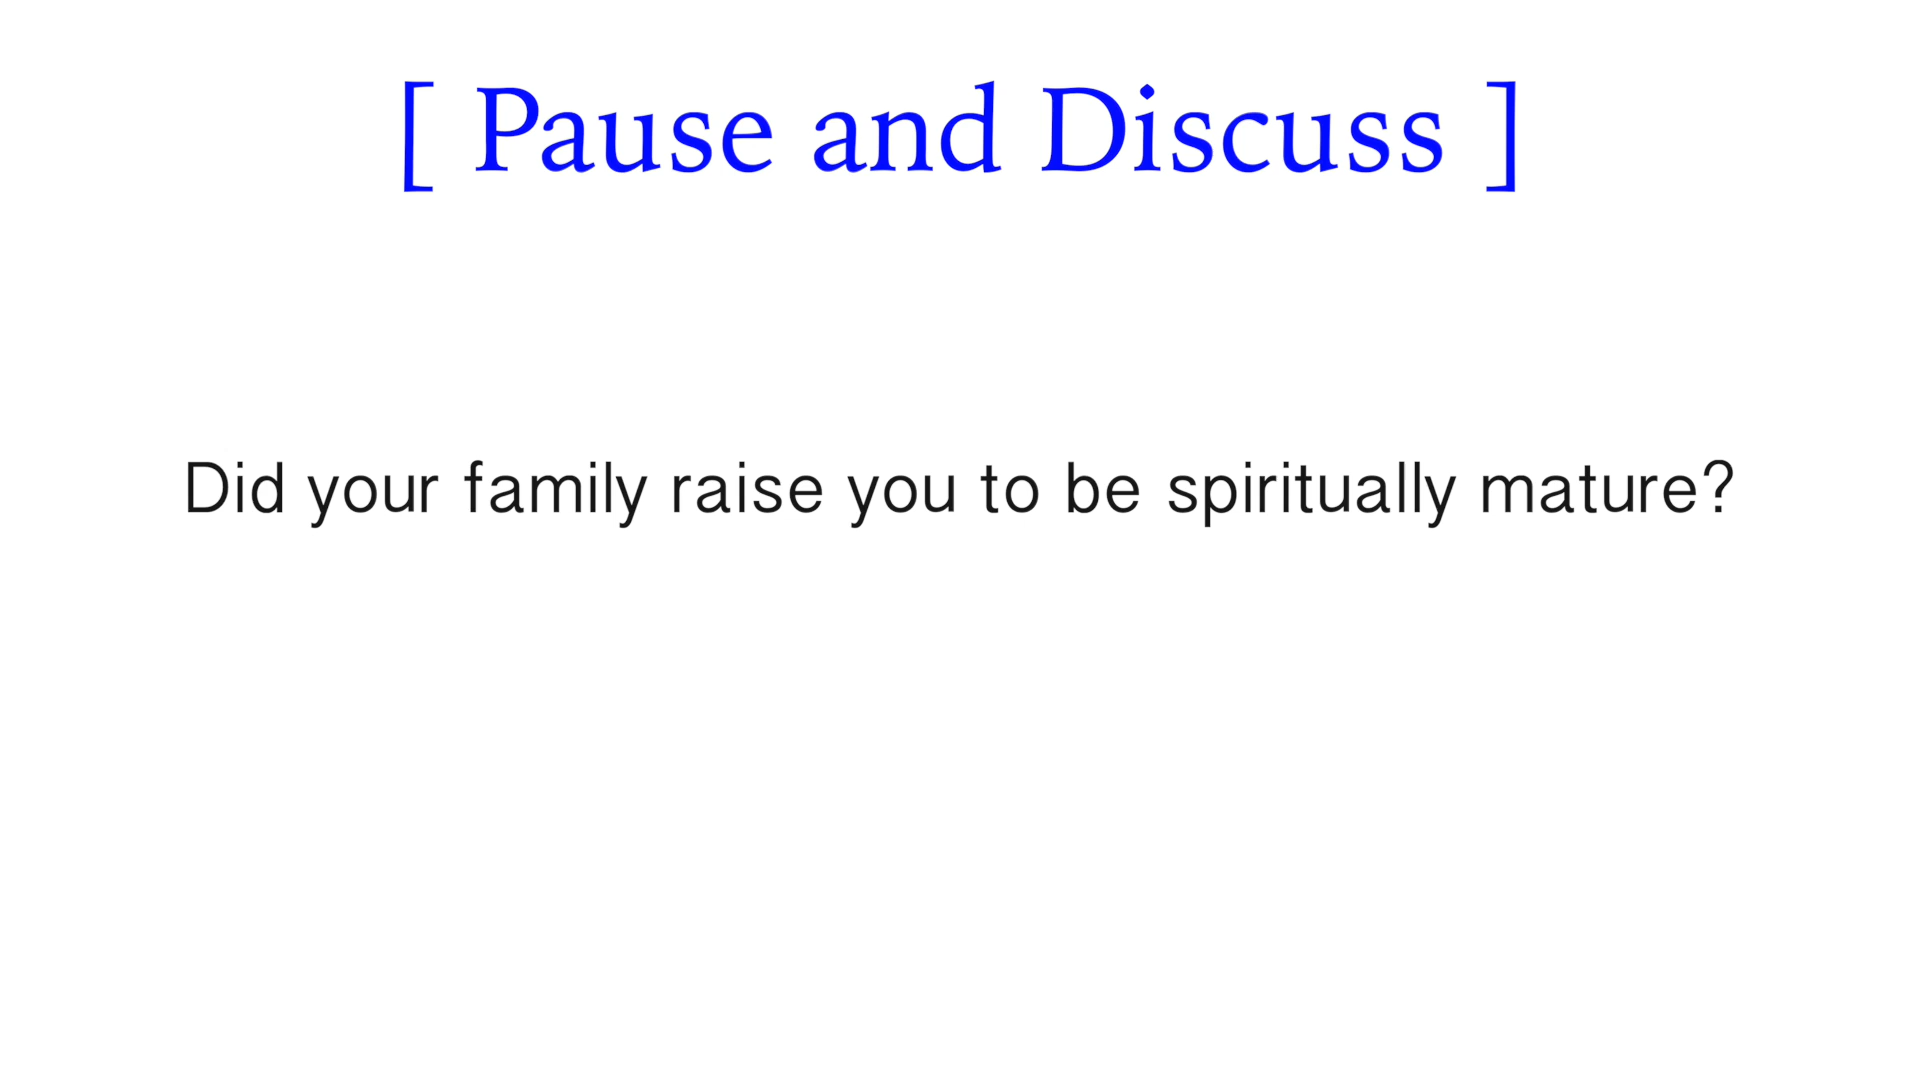 [ Pause and Discuss ]
Did your family raise you to be spiritually mature?